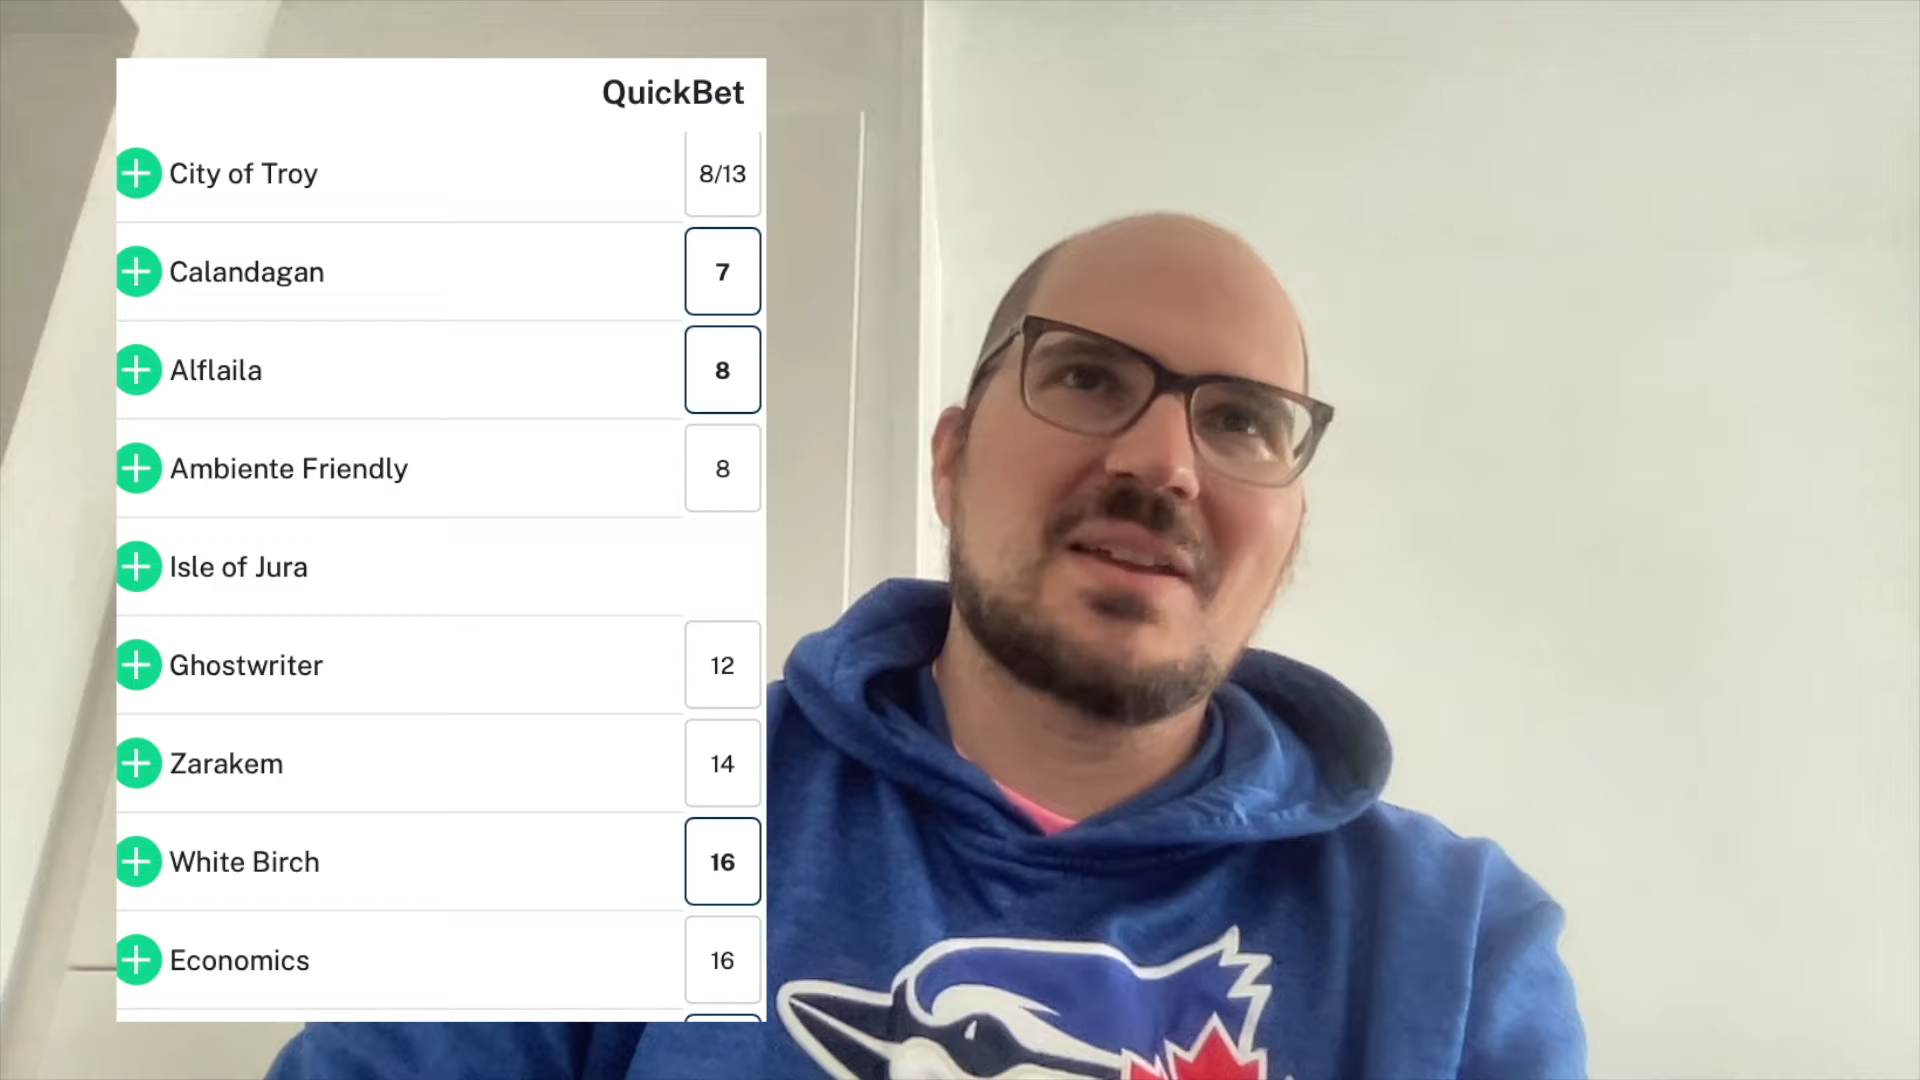 QuickBet
City of Troy 8/13
Calandagan 7
Alflaila 8
Ambiente Friendly 8
Isle of Jura
Ghostwriter 12
Zarakem 14
White Birch 16
Economics 16